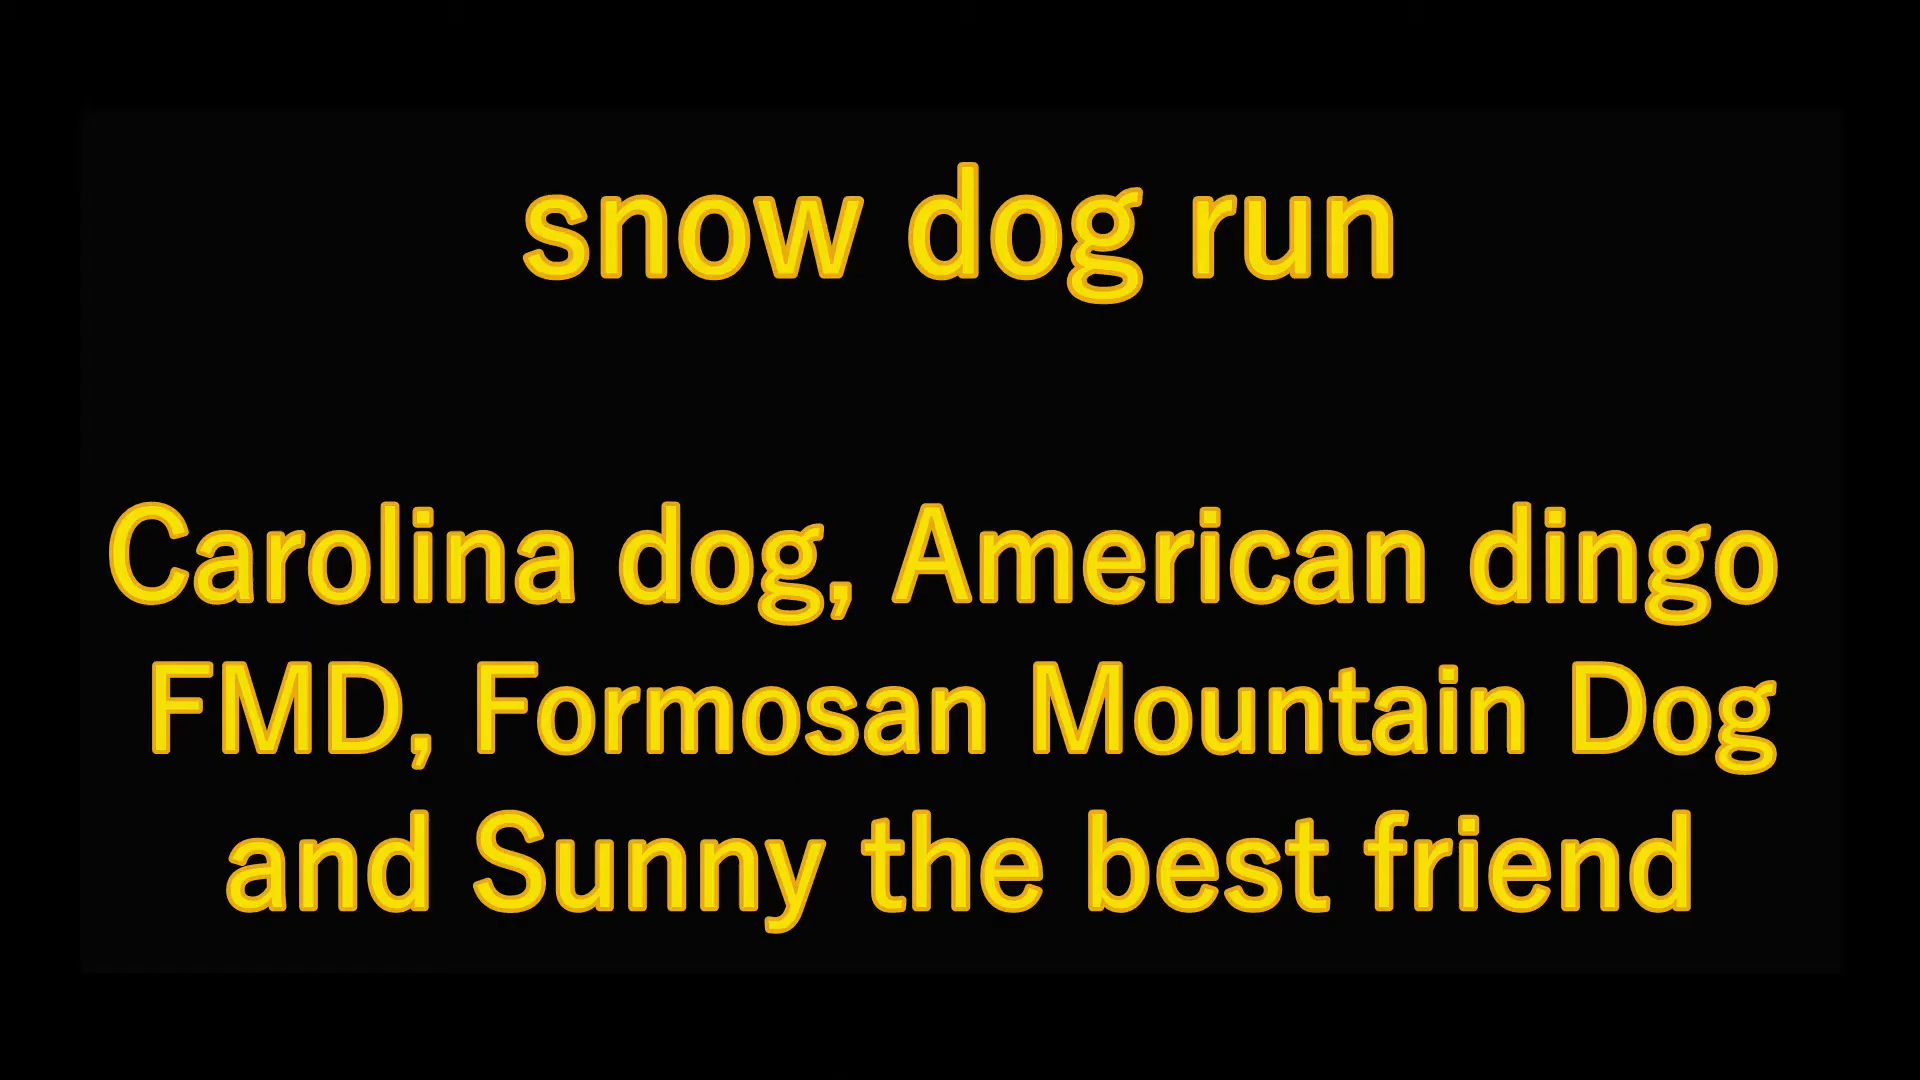 snow dog run
Carolina dog, American dingo
FMD, Formosan Mountain Dog
and Sunny the best friend